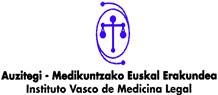 Auzitegi - Medikuntzako Euskal Erakundea
Instituto Vasco de Medicina Legal